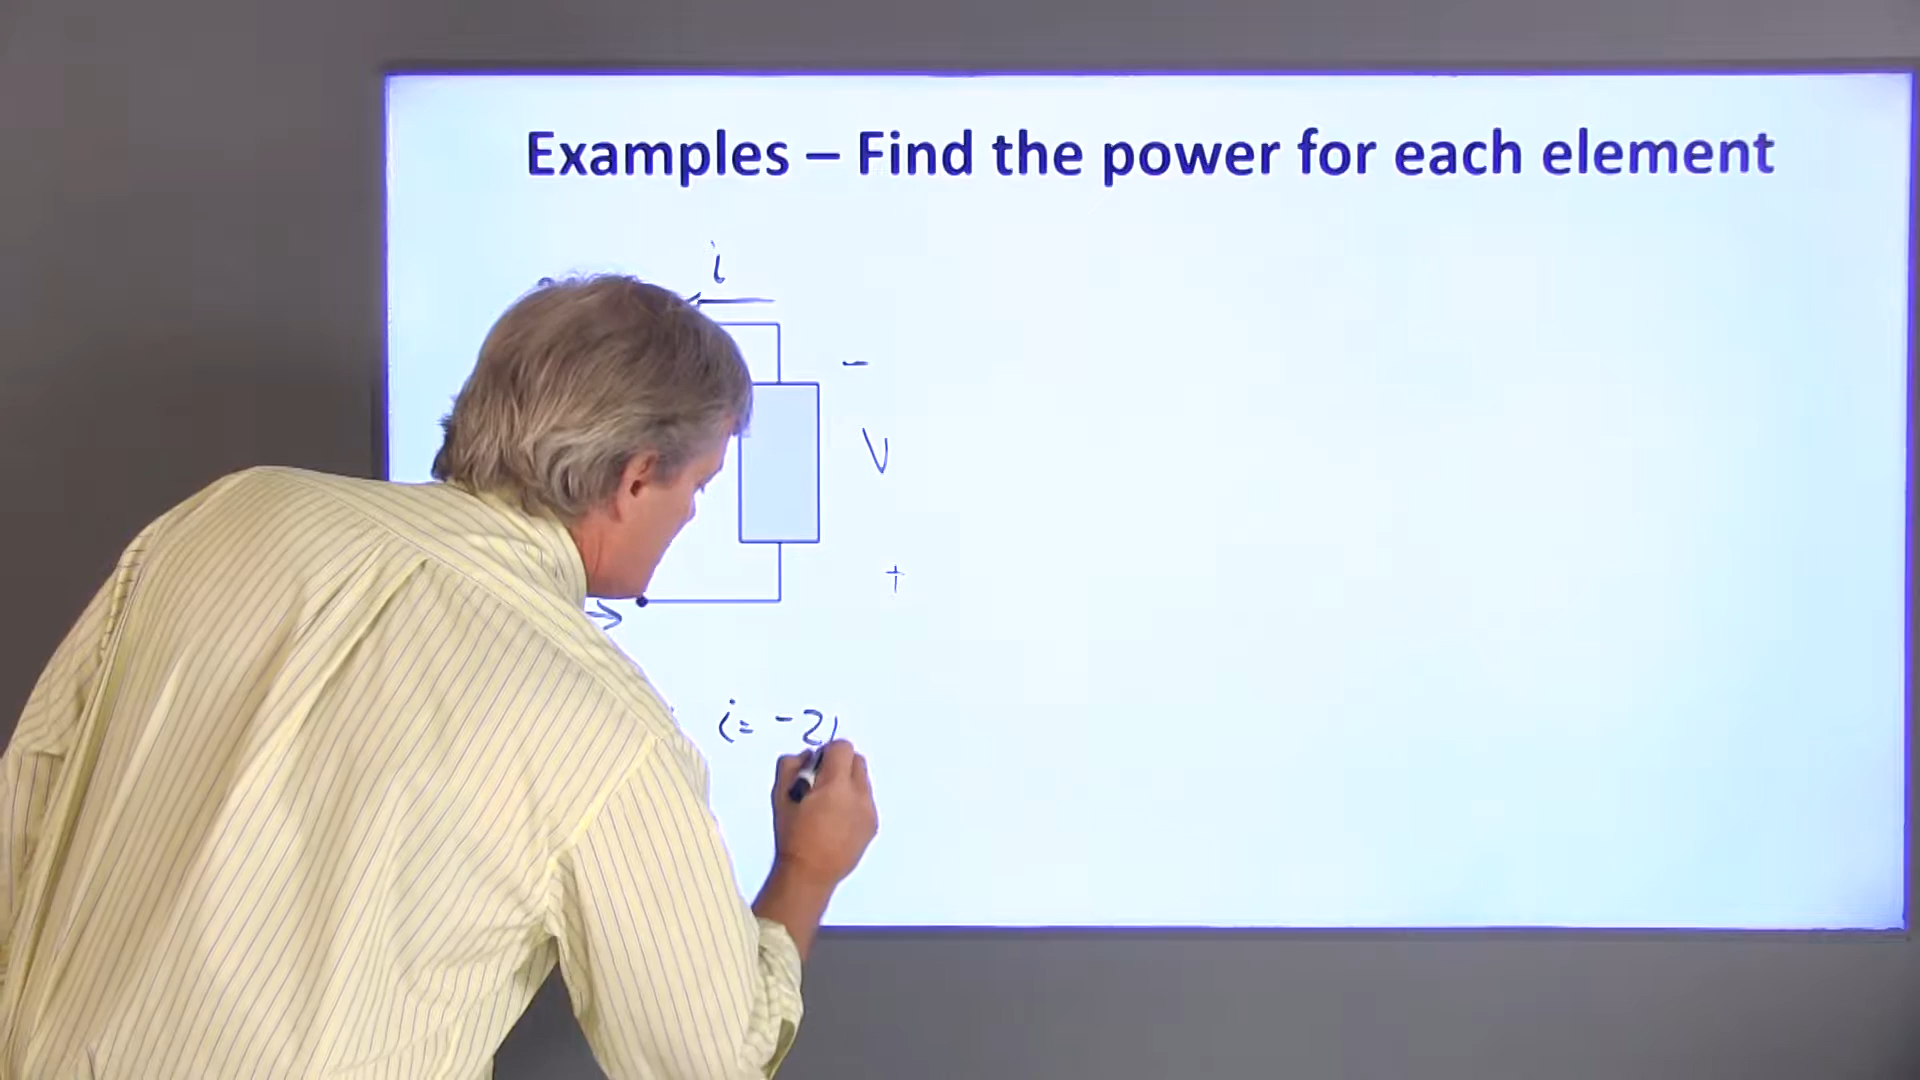 Examples – Find the power for each element
i
-
V
+
i= -2